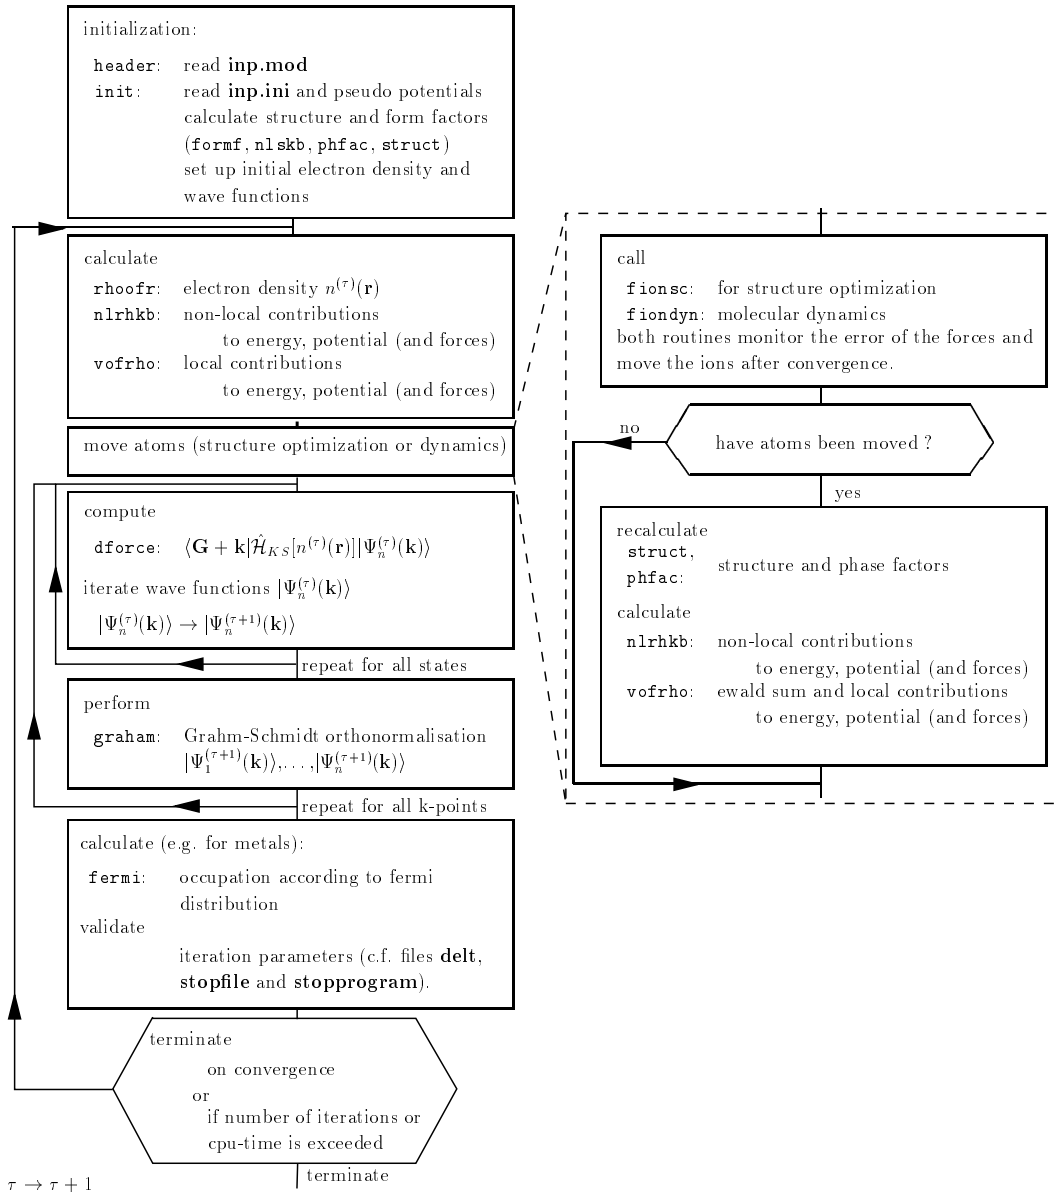 initialization:
header: read inp.mod
init: read inp.ini and pseudo potentials
calculate structure and form factors
(formf, nlskb, phfac, struct)
set up initial electron density and
wave functions
calculate
rhoofr: electron density n^(τ)(r)
nlrhkb: non-local contributions
to energy, potential (and forces)
vofrho: local contributions
to energy, potential (and forces)
move atoms (structure optimization or dynamics)
compute
dforce: ⟨G + k|Ĥ_KS[n^(τ)(r)]|Ψ_n^(τ)(k)⟩
iterate wave functions |Ψ_n^(τ)(k)⟩
|Ψ_n^(τ)(k)⟩ → |Ψ_n^(τ+1)(k)⟩
repeat for all states
perform
graham: Grahm-Schmidt orthonormalisation
|Ψ_1^(τ+1)(k)⟩,...,|Ψ_n^(τ+1)(k)⟩
repeat for all k-points
calculate (e.g. for metals):
fermi: occupation according to fermi
distribution
validate
iteration parameters (c.f. files delt,
stopfile and stopprogram).
terminate
on convergence
or
if number of iterations or
cpu-time is exceeded
terminate
τ → τ + 1
call
fionsc: for structure optimization
fiondyn: molecular dynamics
both routines monitor the error of the forces and
move the ions after convergence.
no
have atoms been moved ?
yes
recalculate
struct,
phfac: structure and phase factors
calculate
nlrhkb: non-local contributions
to energy, potential (and forces)
vofrho: ewald sum and local contributions
to energy, potential (and forces)